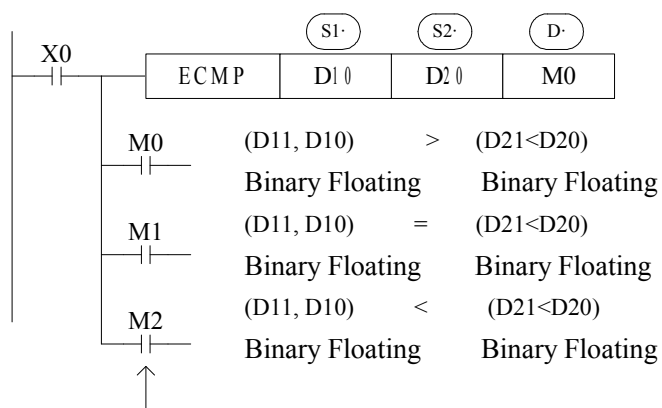 S1· S2· D·
X0
ECMP D10 D20 M0
M0 (D11, D10) > (D21<D20)
Binary Floating Binary Floating
M1 (D11, D10) = (D21<D20)
Binary Floating Binary Floating
M2 (D11, D10) < (D21<D20)
Binary Floating Binary Floating